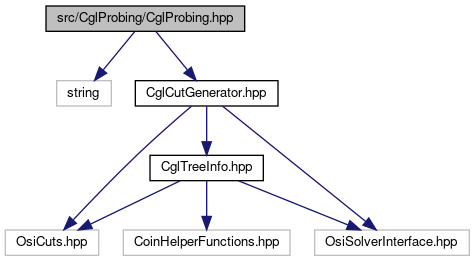 src/CglProbing/CglProbing.hpp
string
CglCutGenerator.hpp
CglTreeInfo.hpp
OsiCuts.hpp
CoinHelperFunctions.hpp
OsiSolverInterface.hpp